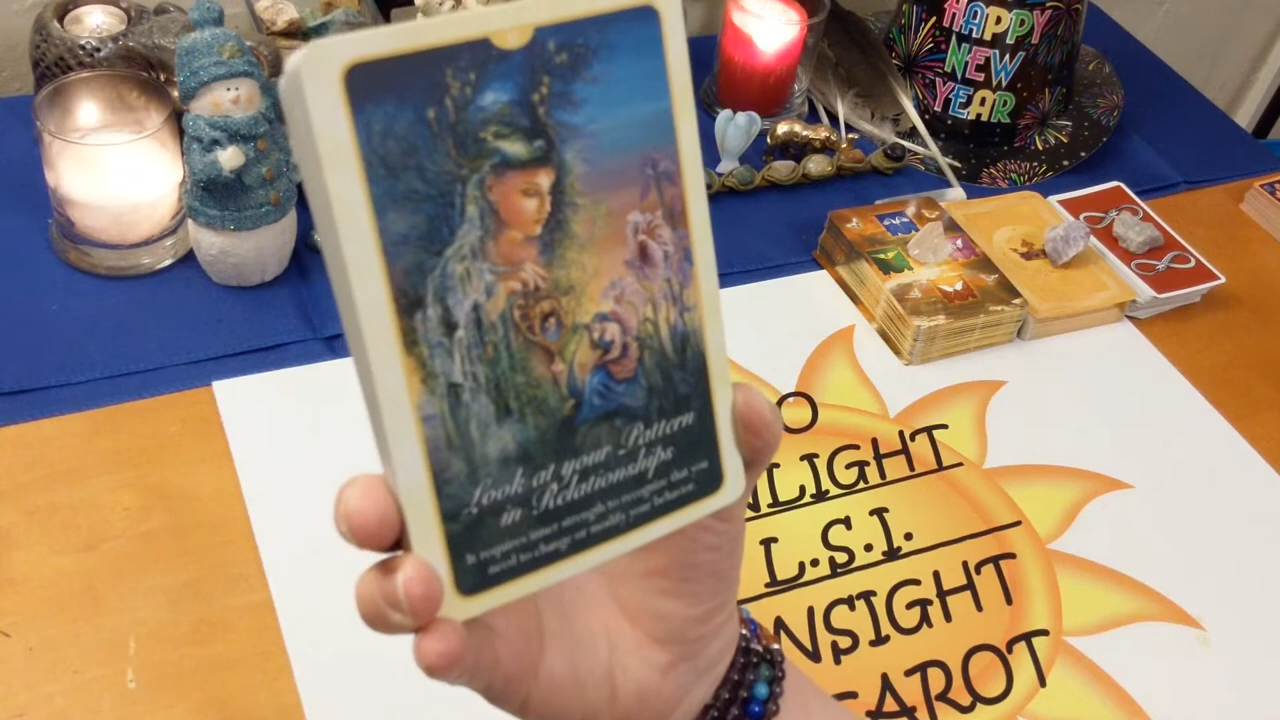 HAPPY
NEW
YEAR
Look at your Pattern
in Relationships
It requires inner strength to recognize that you
need to change or modify your behavior.
O
NLIGHT
L.S.I.
NSIGHT
TAROT